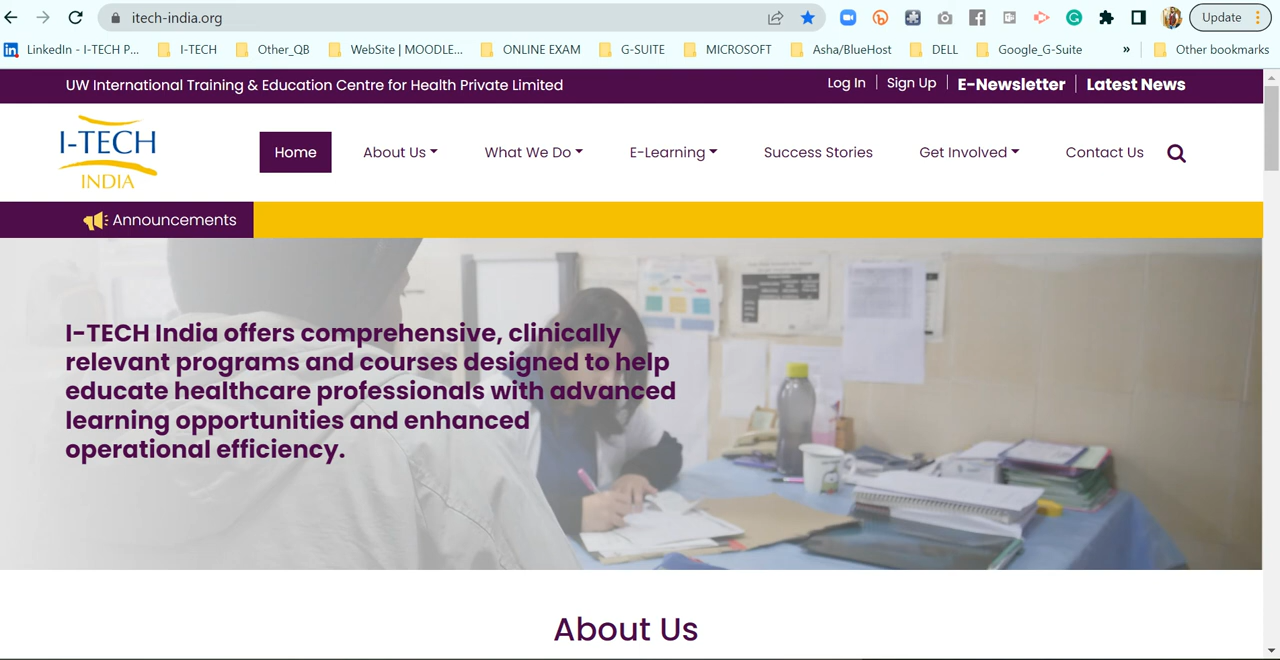 itech-india.org
Update
LinkedIn - I-TECH P...
I-TECH
Other_QB
WebSite | MOODLE...
ONLINE EXAM
G-SUITE
MICROSOFT
Asha/BlueHost
DELL
Google_G-Suite
»
Other bookmarks
UW International Training & Education Centre for Health Private Limited
Log In
Sign Up
E-Newsletter
Latest News
I-TECH
INDIA
Home
About Us
What We Do
E-Learning
Success Stories
Get Involved
Contact Us
Announcements
I-TECH India offers comprehensive, clinically
relevant programs and courses designed to help
educate healthcare professionals with advanced
learning opportunities and enhanced
operational efficiency.
About Us